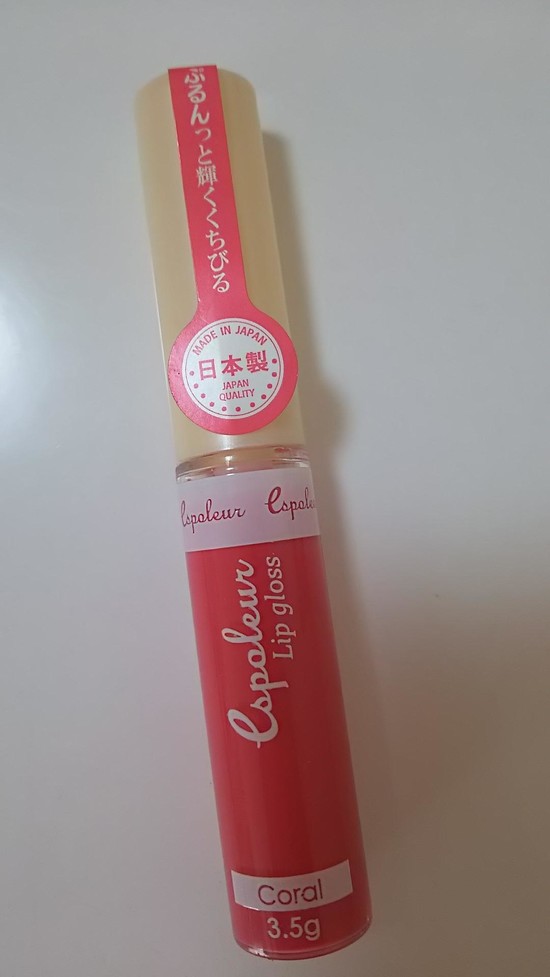 ぷるんっと輝くくちびる
MADE IN JAPAN
日本製
JAPAN
QUALITY
Espoleur Espoleu
Espoleur
Lip gloss
Coral
3.5g